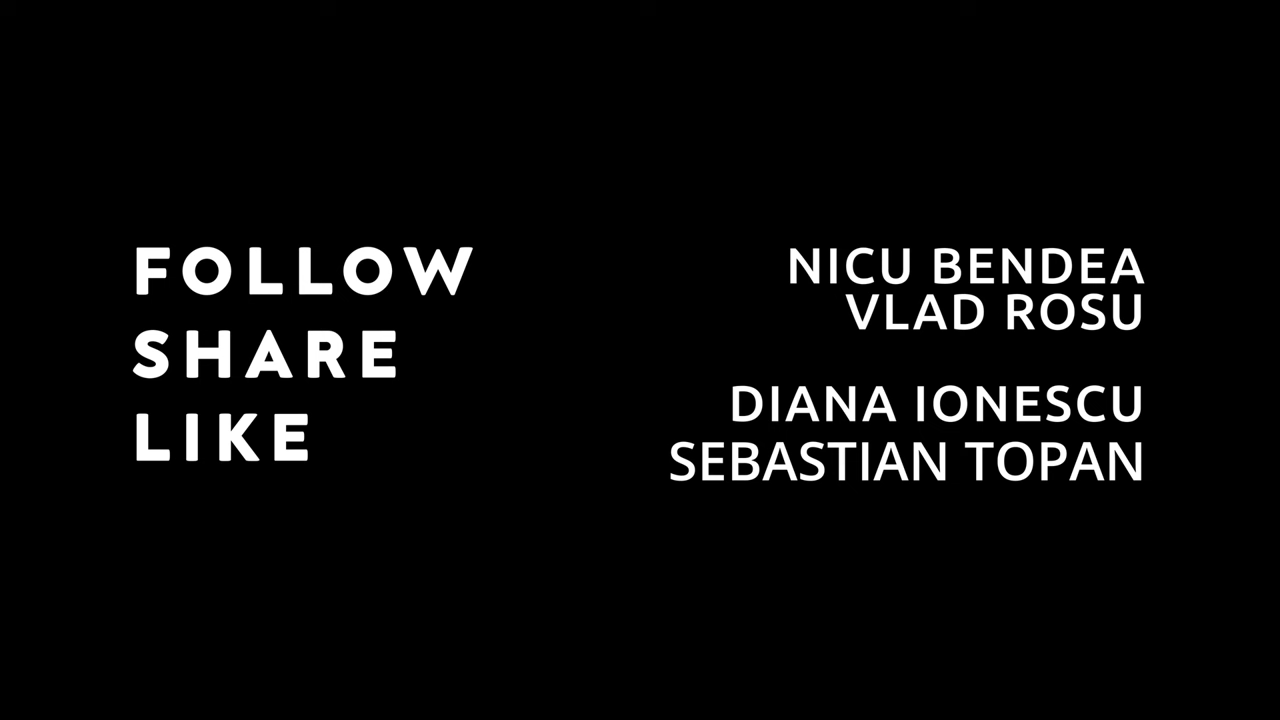 FOLLOW
SHARE
LIKE
NICU BENDEA
VLAD ROSU
DIANA IONESCU
SEBASTIAN TOPAN